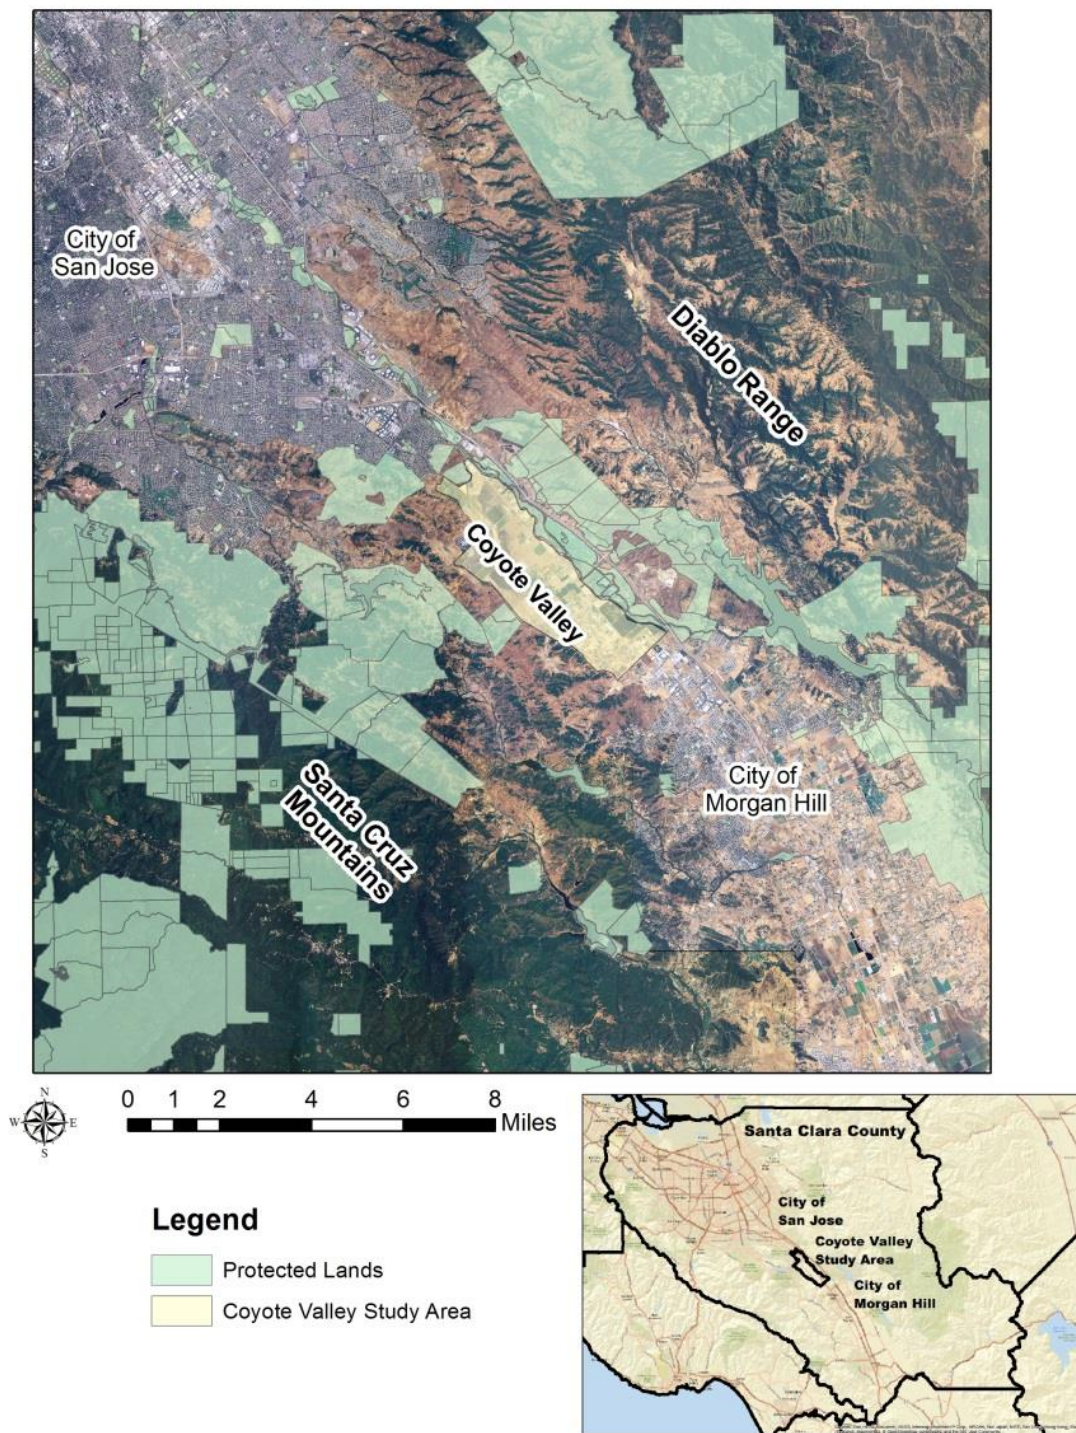 City of
San Jose
Diablo Range
Coyote Valley
City of
Morgan Hill
Santa Cruz
Mountains
N
W
E
S
0 1 2 4 6 8
Miles
Legend
Protected Lands
Coyote Valley Study Area
Santa Clara County
City of
San Jose
Coyote Valley
Study Area
City of
Morgan Hill